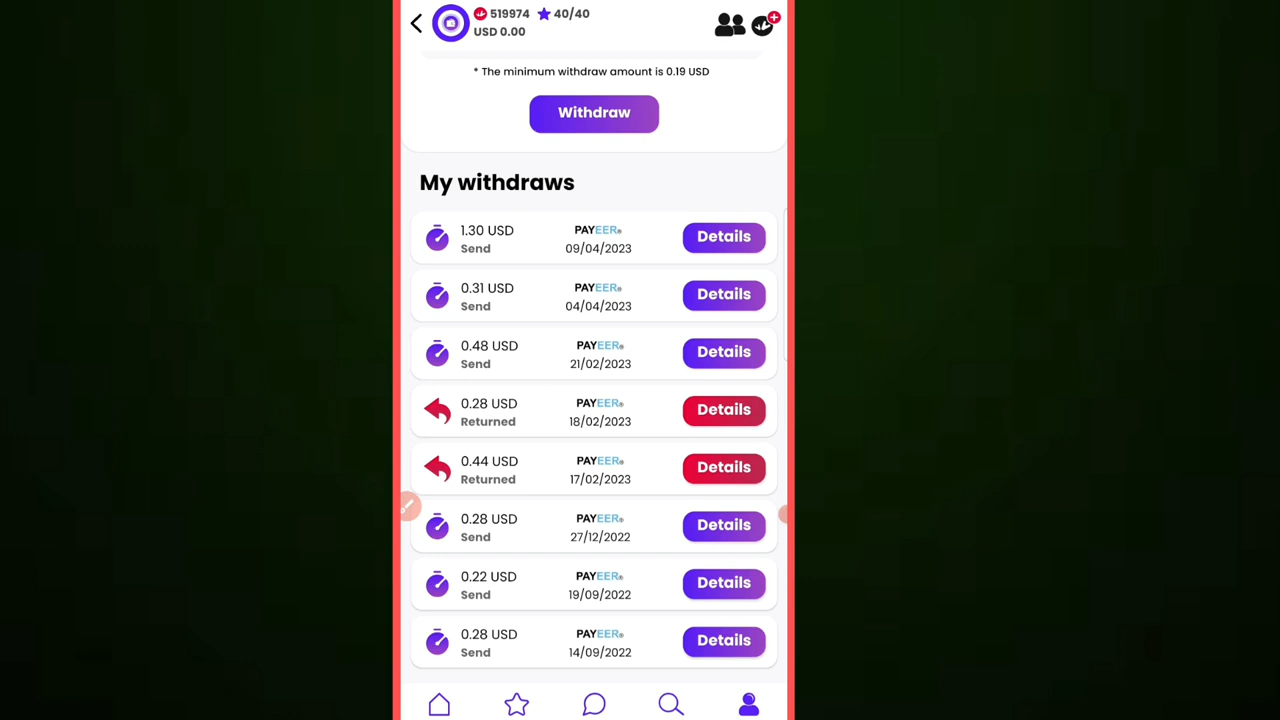 519974 40/40
USD 0.00
* The minimum withdraw amount is 0.19 USD
Withdraw
My withdraws
1.30 USD PAYEER Details
Send 09/04/2023
0.31 USD PAYEER Details
Send 04/04/2023
0.48 USD PAYEER Details
Send 21/02/2023
0.28 USD PAYEER Details
Returned 18/02/2023
0.44 USD PAYEER Details
Returned 17/02/2023
0.28 USD PAYEER Details
Send 27/12/2022
0.22 USD PAYEER Details
Send 19/09/2022
0.28 USD PAYEER Details
Send 14/09/2022